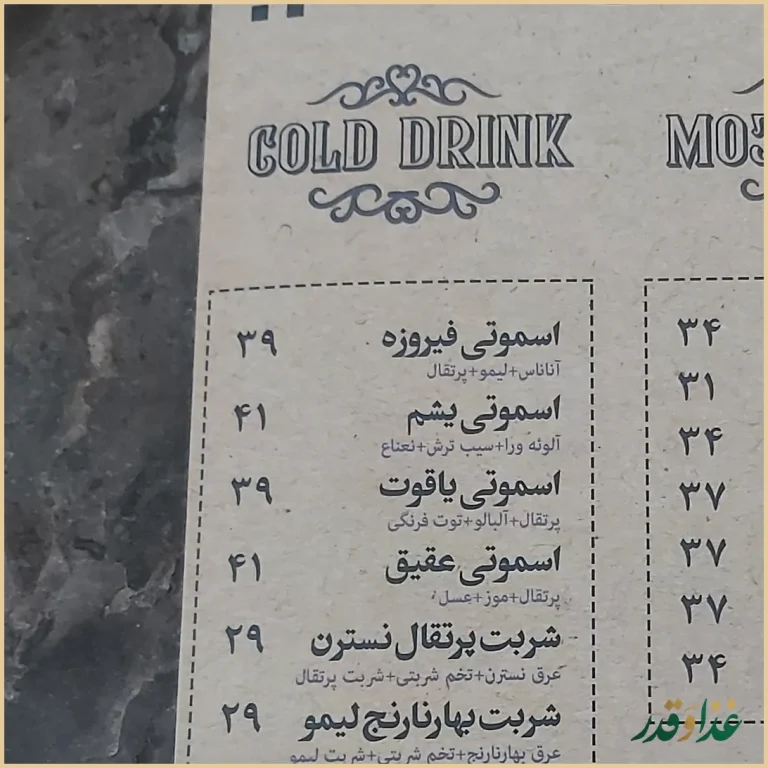 COLD DRINK
اسموتی فیروزه ۳۹
آناناس+لیمو+پرتقال
اسموتی یشم ۴۱
آلوئه ورا+سیب ترش+نعناع
اسموتی یاقوت ۳۹
پرتقال+آلبالو+توت فرنگی
اسموتی عقیق ۴۱
پرتقال+موز+عسل
شربت پرتقال نسترن ۲۹
عرق نسترن+تخم شربتی+شربت پرتقال
شربت بهارنارنج لیمو ۲۹
عرق بهارنارنج+تخم شربتی+شربت لیمو
۳۴
۳۱
۳۴
۳۷
۳۷
۳۷
۳۴
غذا و قدر